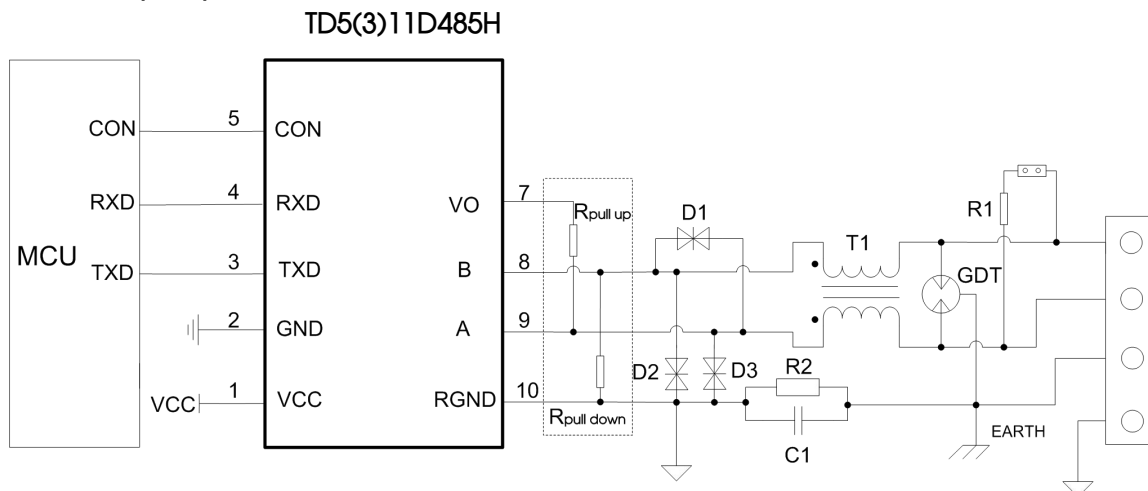 TD5(3)11D485H
MCU
CON
RXD
TXD
VCC
5
4
3
2
1
CON
RXD
TXD
GND
VCC
VO
B
A
RGND
7
8
9
10
Rpull up
Rpull down
D1
D2
D3
T1
R2
C1
GDT
R1
EARTH